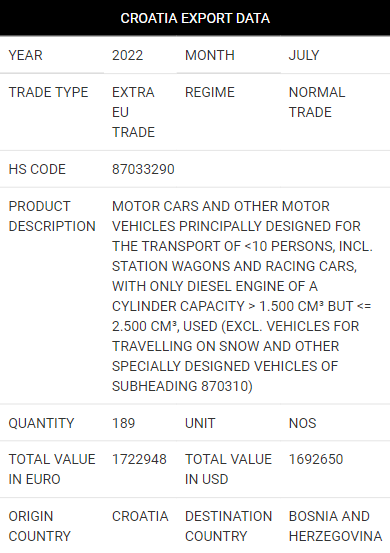 CROATIA EXPORT DATA
YEAR 2022 MONTH JULY
TRADE TYPE EXTRA REGIME NORMAL
EU TRADE
TRADE
HS CODE 87033290
PRODUCT MOTOR CARS AND OTHER MOTOR
DESCRIPTION VEHICLES PRINCIPALLY DESIGNED FOR
THE TRANSPORT OF <10 PERSONS, INCL.
STATION WAGONS AND RACING CARS,
WITH ONLY DIESEL ENGINE OF A
CYLINDER CAPACITY > 1.500 CM³ BUT <=
2.500 CM³, USED (EXCL. VEHICLES FOR
TRAVELLING ON SNOW AND OTHER
SPECIALLY DESIGNED VEHICLES OF
SUBHEADING 870310)
QUANTITY 189 UNIT NOS
TOTAL VALUE 1722948 TOTAL VALUE 1692650
IN EURO IN USD
ORIGIN CROATIA DESTINATION BOSNIA AND
COUNTRY COUNTRY HERZEGOVINA